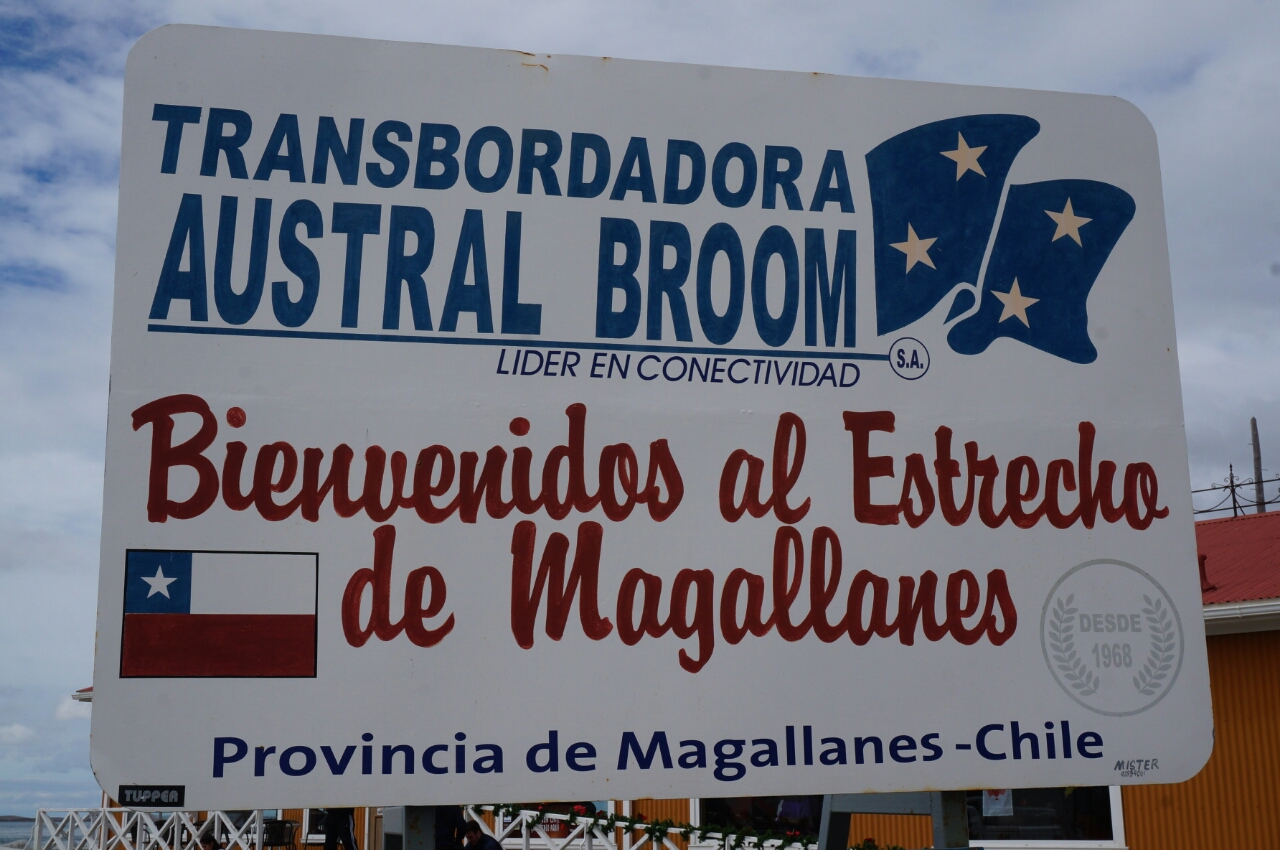 TRANSBORDADORA
AUSTRAL BROOM
S.A.
LIDER EN CONECTIVIDAD
Bienvenidos al Estrecho
de Magallanes
DESDE
1968
Provincia de Magallanes - Chile
MISTER
TUPPER